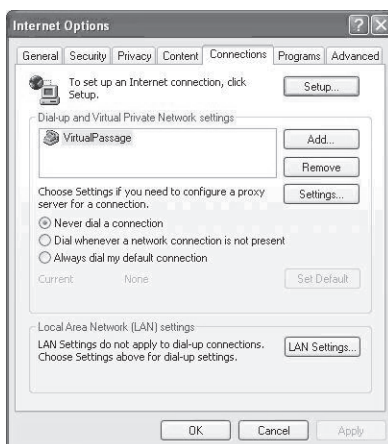 Internet Options
General Security Privacy Content Connections Programs Advanced
To set up an Internet connection, click
Setup.
Setup...
Dial-up and Virtual Private Network settings
VirtualPassage
Add...
Remove
Choose Settings if you need to configure a proxy
server for a connection.
Settings...
Never dial a connection
Dial whenever a network connection is not present
Always dial my default connection
Current None Set Default
Local Area Network (LAN) settings
LAN Settings do not apply to dial-up connections.
Choose Settings above for dial-up settings.
LAN Settings...
OK Cancel Apply